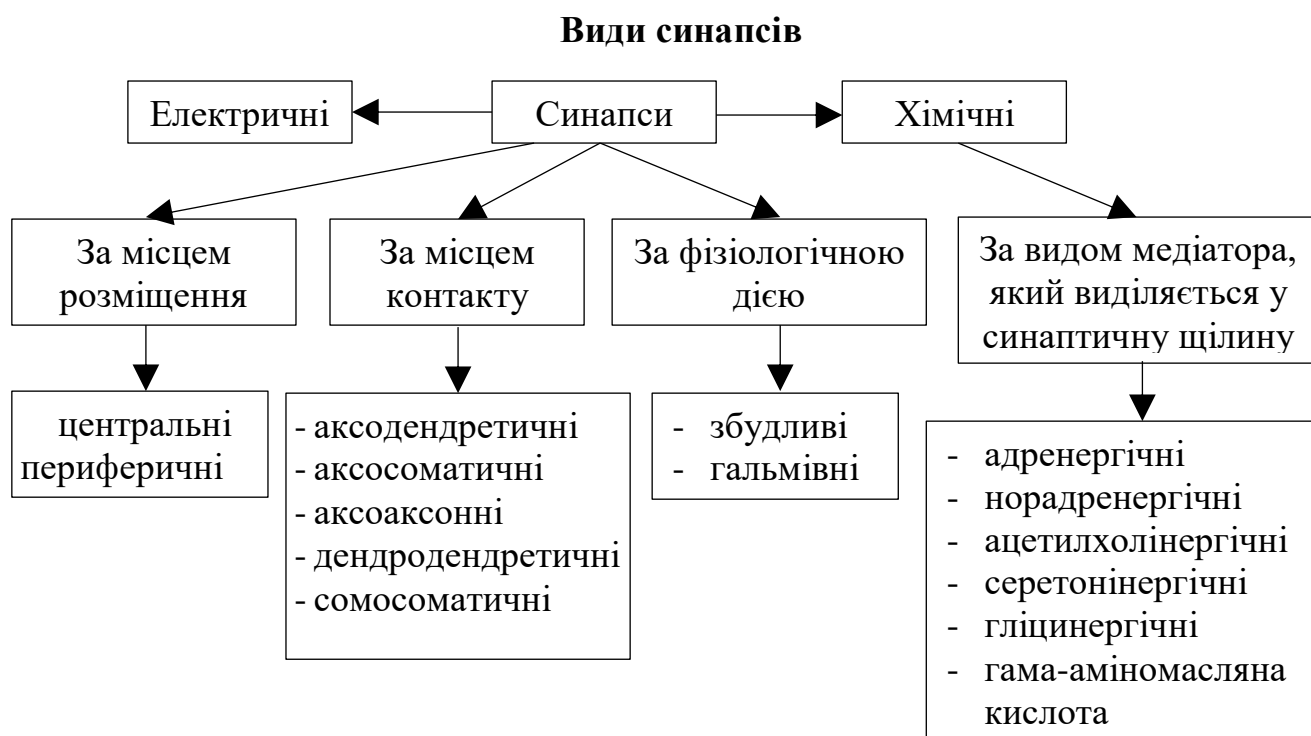 Види синапсів
Електричні
Синапси
Хімічні
За місцем
розміщення
За місцем
контакту
За фізіологічною
дією
За видом медіатора,
який виділяється у
синаптичну щілину
центральні
периферичні
- аксодендретичні
- аксосоматичні
- аксоаксонні
- дендродендретичні
- сомосоматичні
- збудливі
- гальмівні
- адренергічні
- норадренергічні
- ацетилхолінергічні
- серетонінергічні
- гліцинергічні
- гама-аміномасляна
кислота